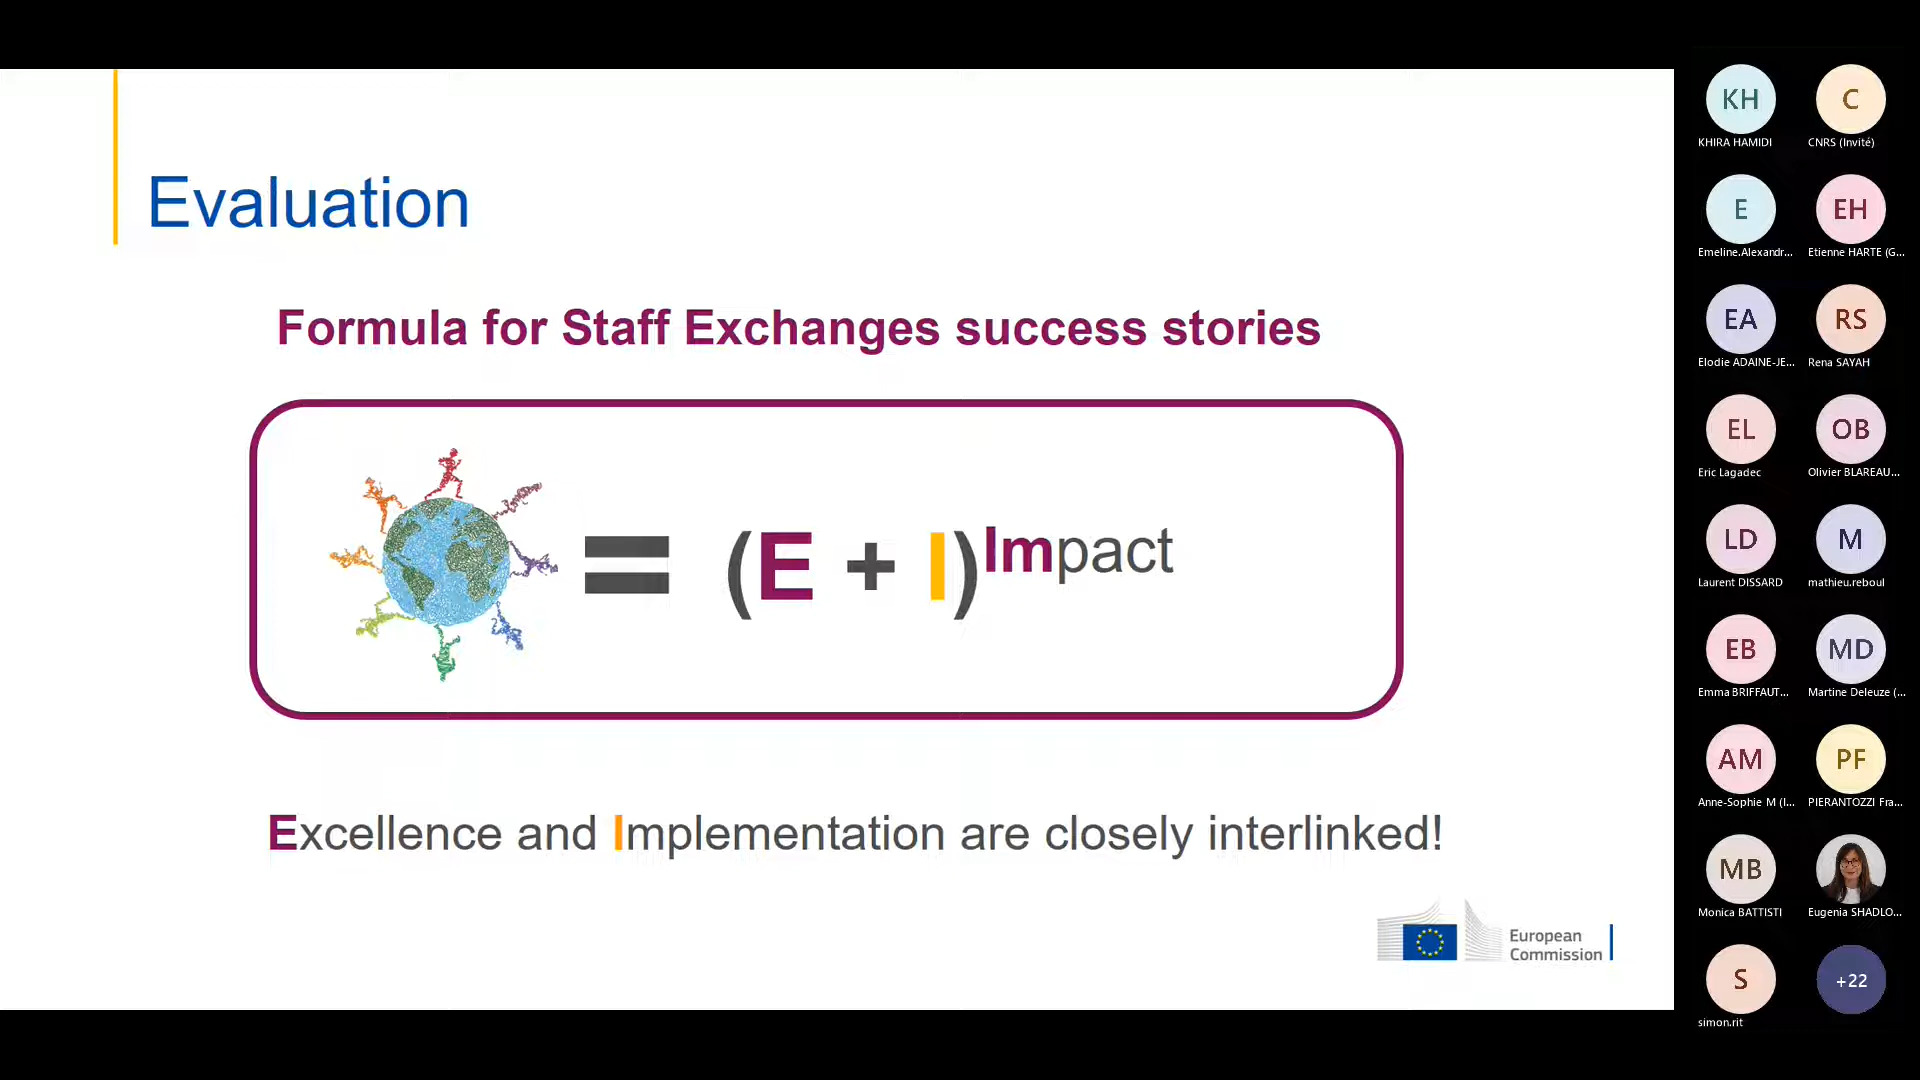 Evaluation
Formula for Staff Exchanges success stories
= (E + I)Impact
Excellence and Implementation are closely interlinked!
European
Commission
KH
KHIRA HAMIDI
C
CNRS (Invité)
E
Emeline.Alexandr...
EH
Etienne HARTE (G...
EA
Elodie ADAINE-JE...
RS
Rena SAYAH
EL
Eric Lagadec
OB
Olivier BLAREAU...
LD
Laurent DISSARD
M
mathieu.reboul
EB
Emma BRIFFAUT...
MD
Martine Deleuze (...
AM
Anne-Sophie M (I...
PF
PIERANTOZZI Fra...
MB
Monica BATTISTI
Eugenia SHADLO...
S
simon.rit
+22